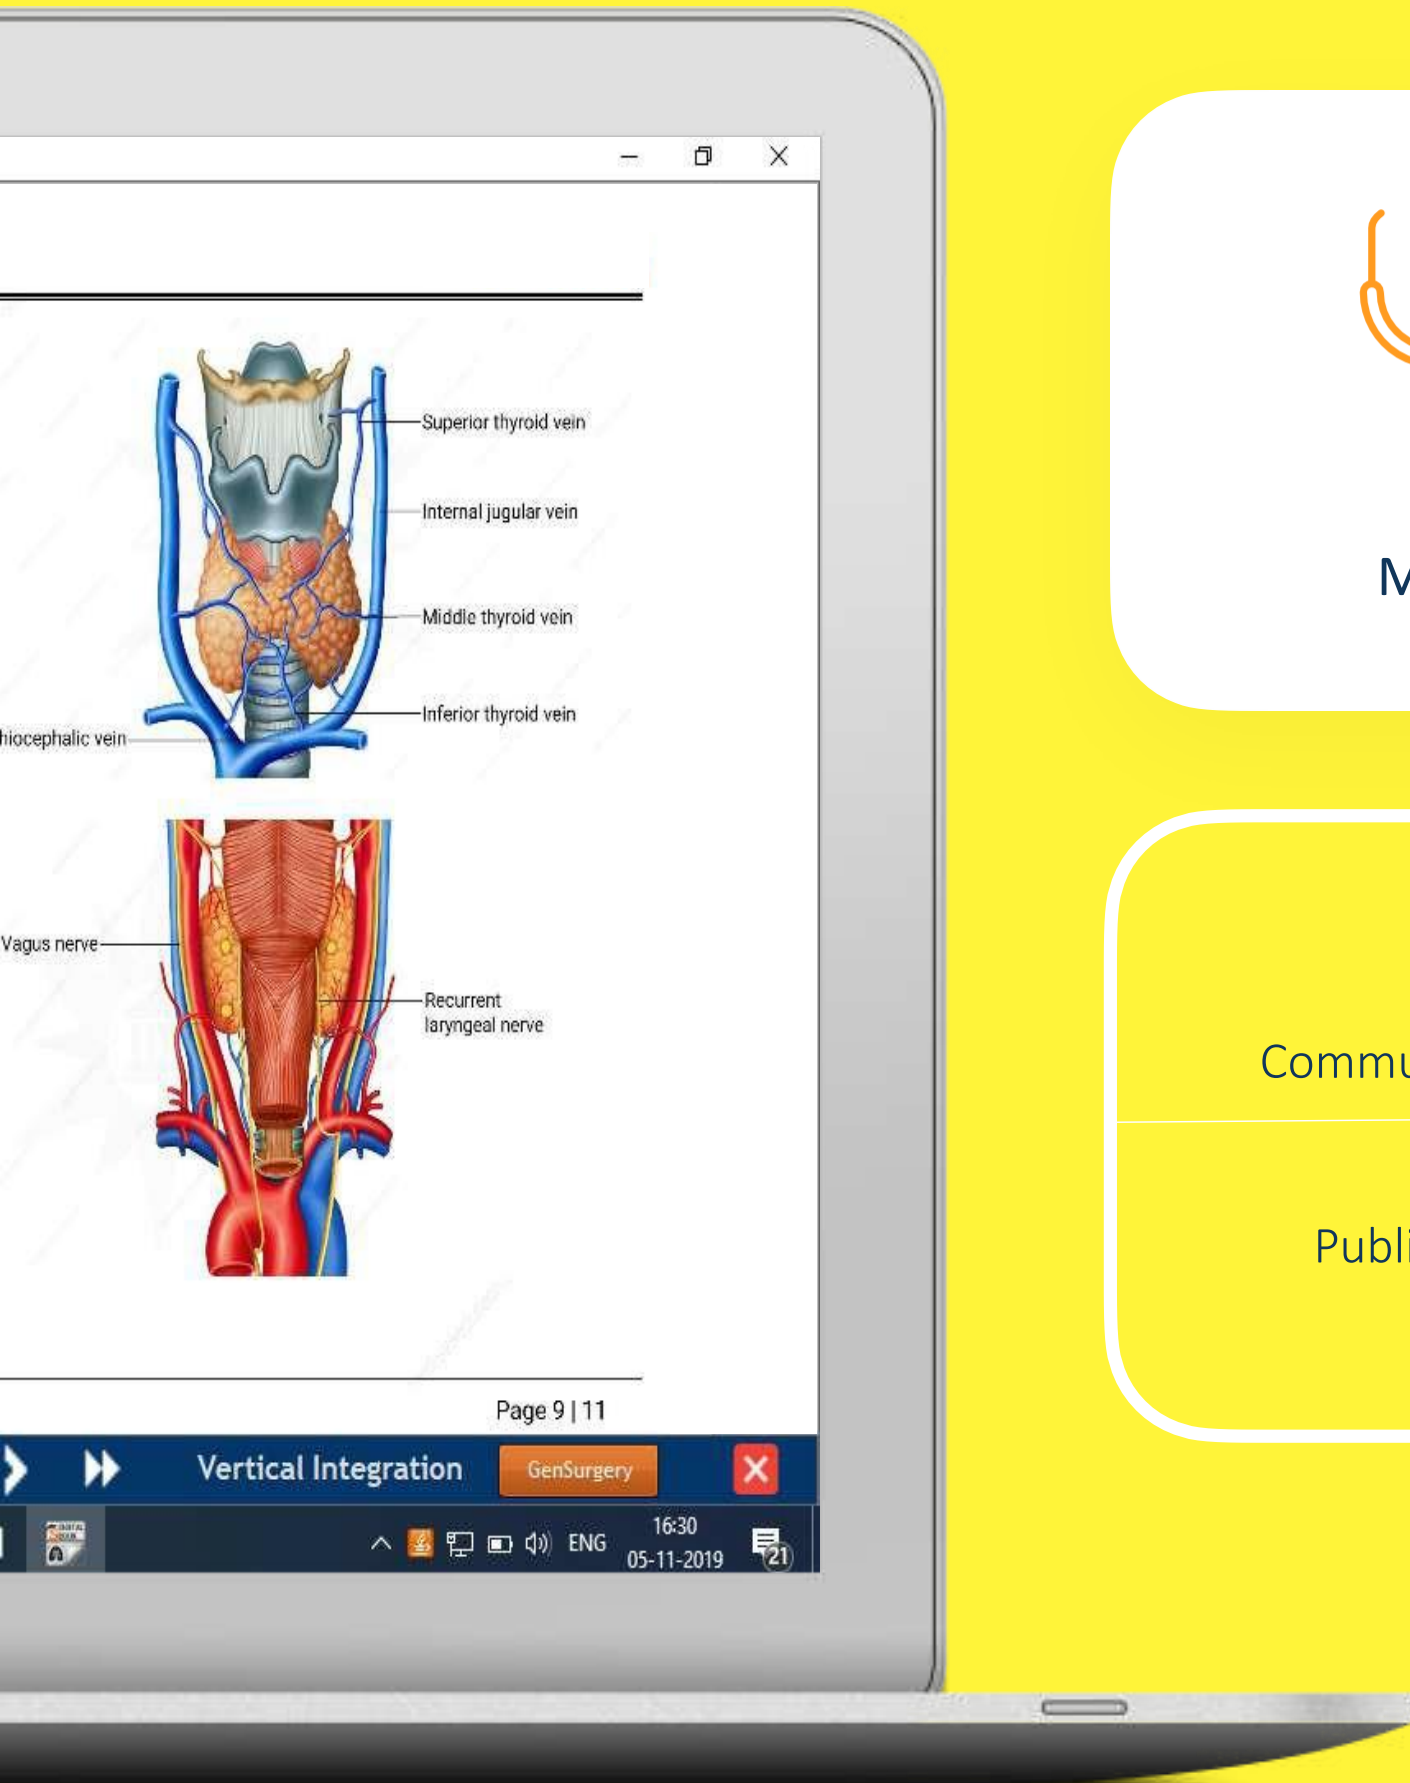 Superior thyroid vein
Internal jugular vein
Middle thyroid vein
Inferior thyroid vein
hiocephalic vein
Vagus nerve
Recurrent
laryngeal nerve
Page 9 | 11
Vertical Integration
GenSurgery
ENG
16:30
05-11-2019
21
M
Commu
Publi